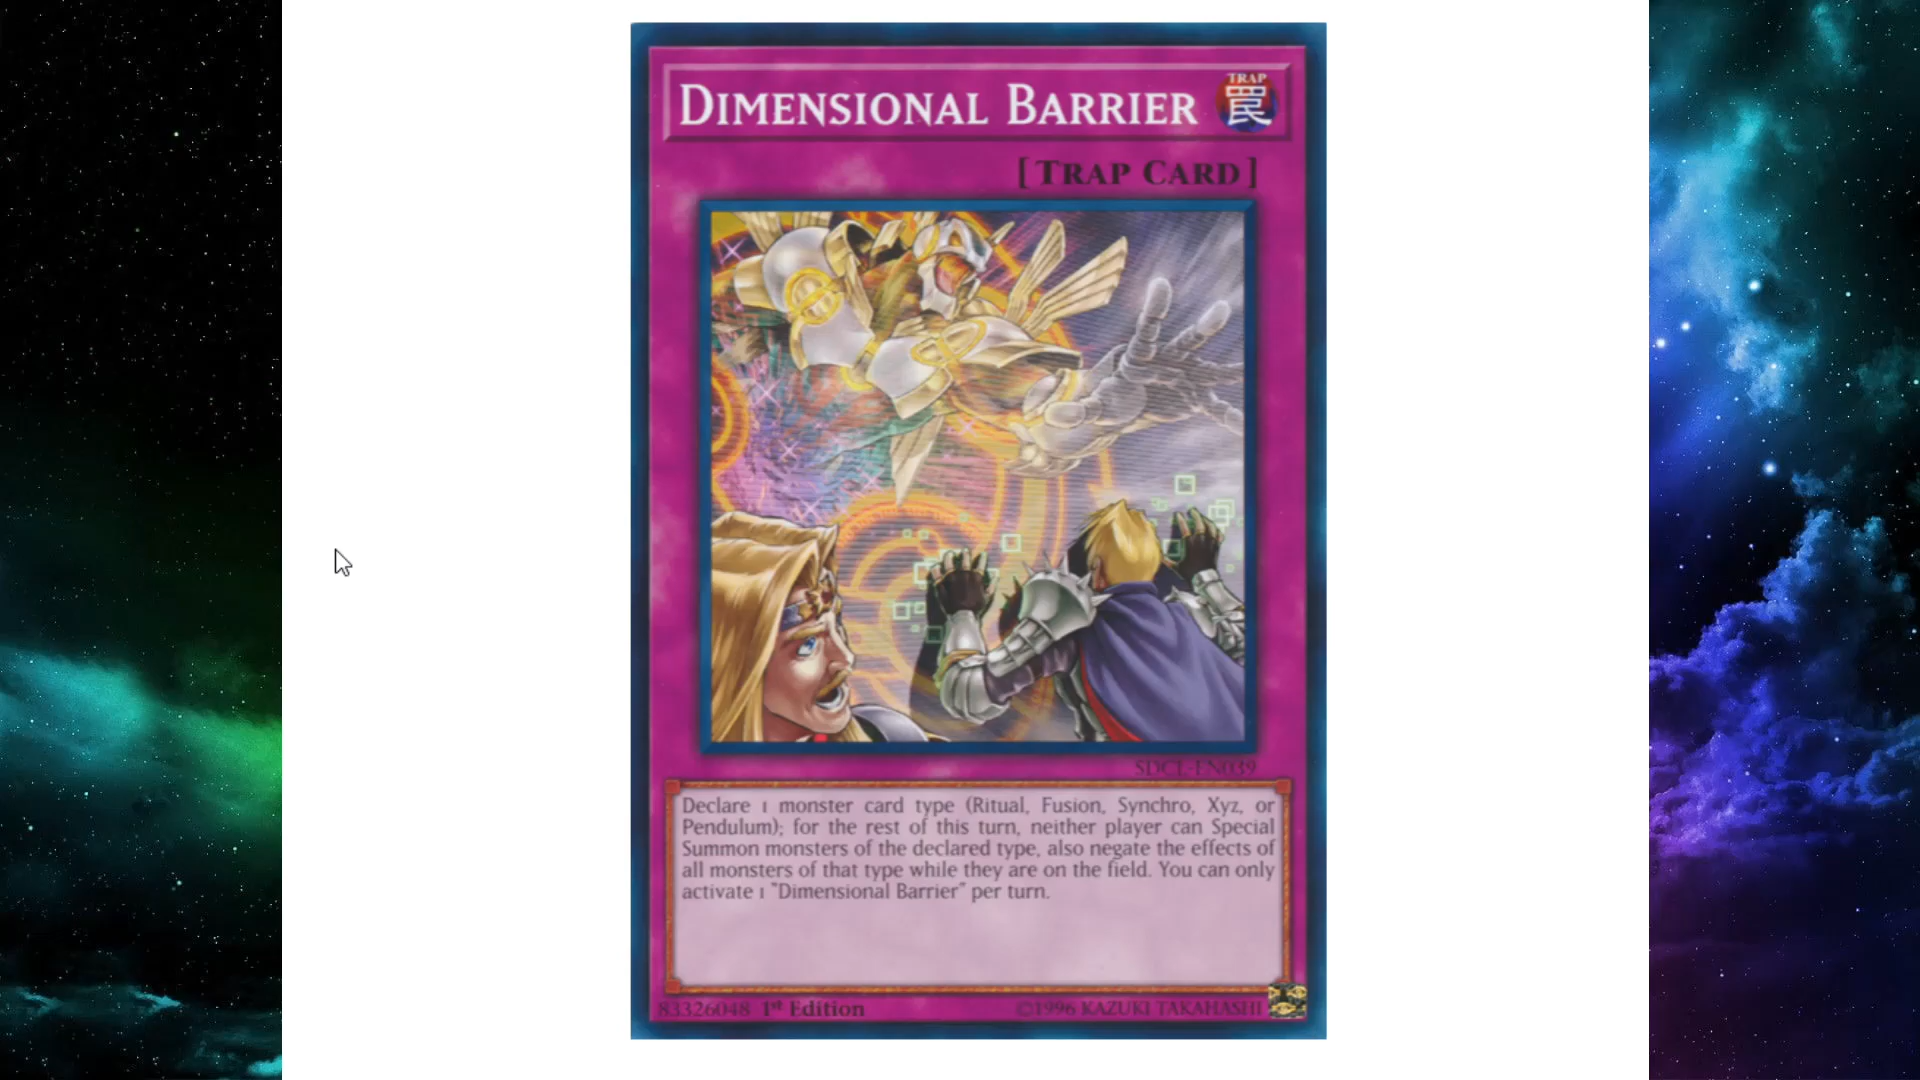 DIMENSIONAL BARRIER
TRAP
罠
[TRAP CARD]
SDCL-EN039
Declare 1 monster card type (Ritual, Fusion, Synchro, Xyz, or
Pendulum); for the rest of this turn, neither player can Special
Summon monsters of the declared type, also negate the effects of
all monsters of that type while they are on the field. You can only
activate 1 "Dimensional Barrier" per turn.
83326048 1st Edition
©1996 KAZUKI TAKAHASHI